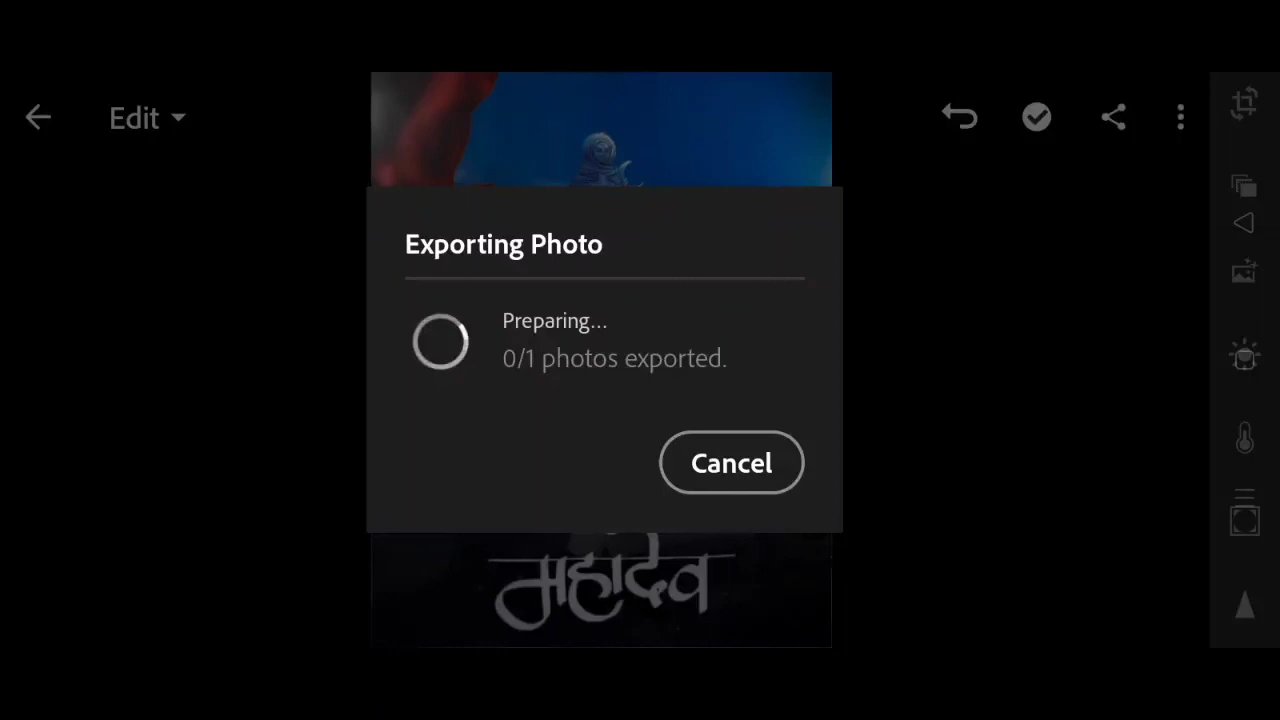 Edit
Exporting Photo
Preparing...
0/1 photos exported.
Cancel
महादेव